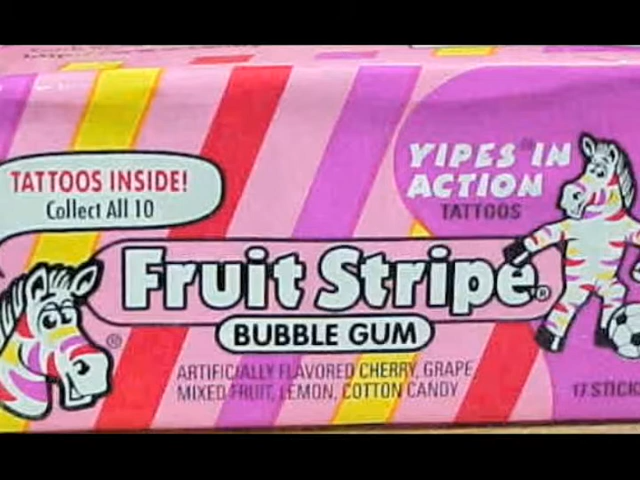 TATTOOS INSIDE!
Collect All 10
YIPES IN
ACTION
TATTOOS
Fruit Stripe®
BUBBLE GUM
®
ARTIFICIALLY FLAVORED CHERRY, GRAPE
MIXED FRUIT, LEMON, COTTON CANDY
17 STICK